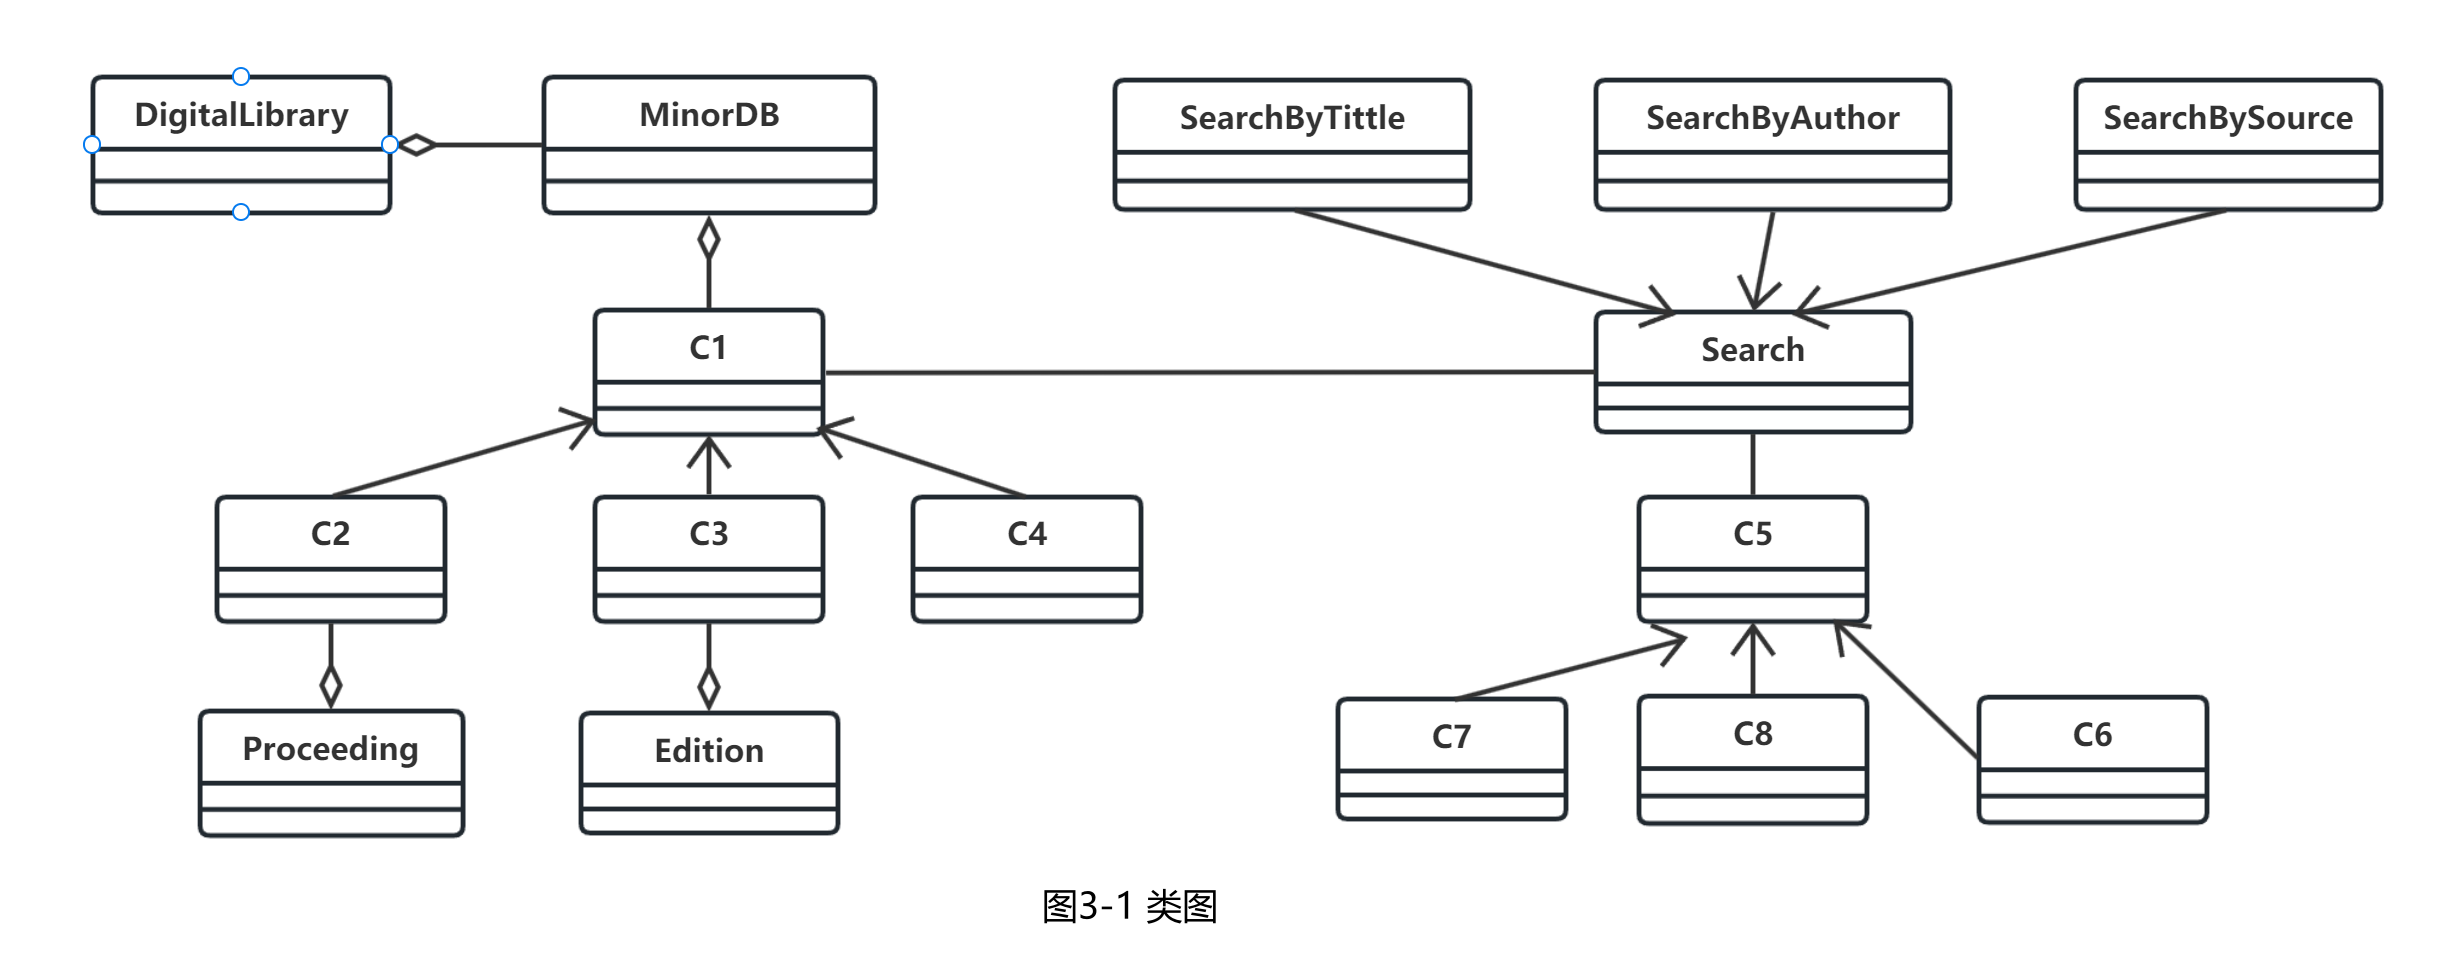 DigitalLibrary
MinorDB
SearchByTittle
SearchByAuthor
SearchBySource
C1
Search
C2
C3
C4
C5
Proceeding
Edition
C7
C8
C6
图3-1 类图